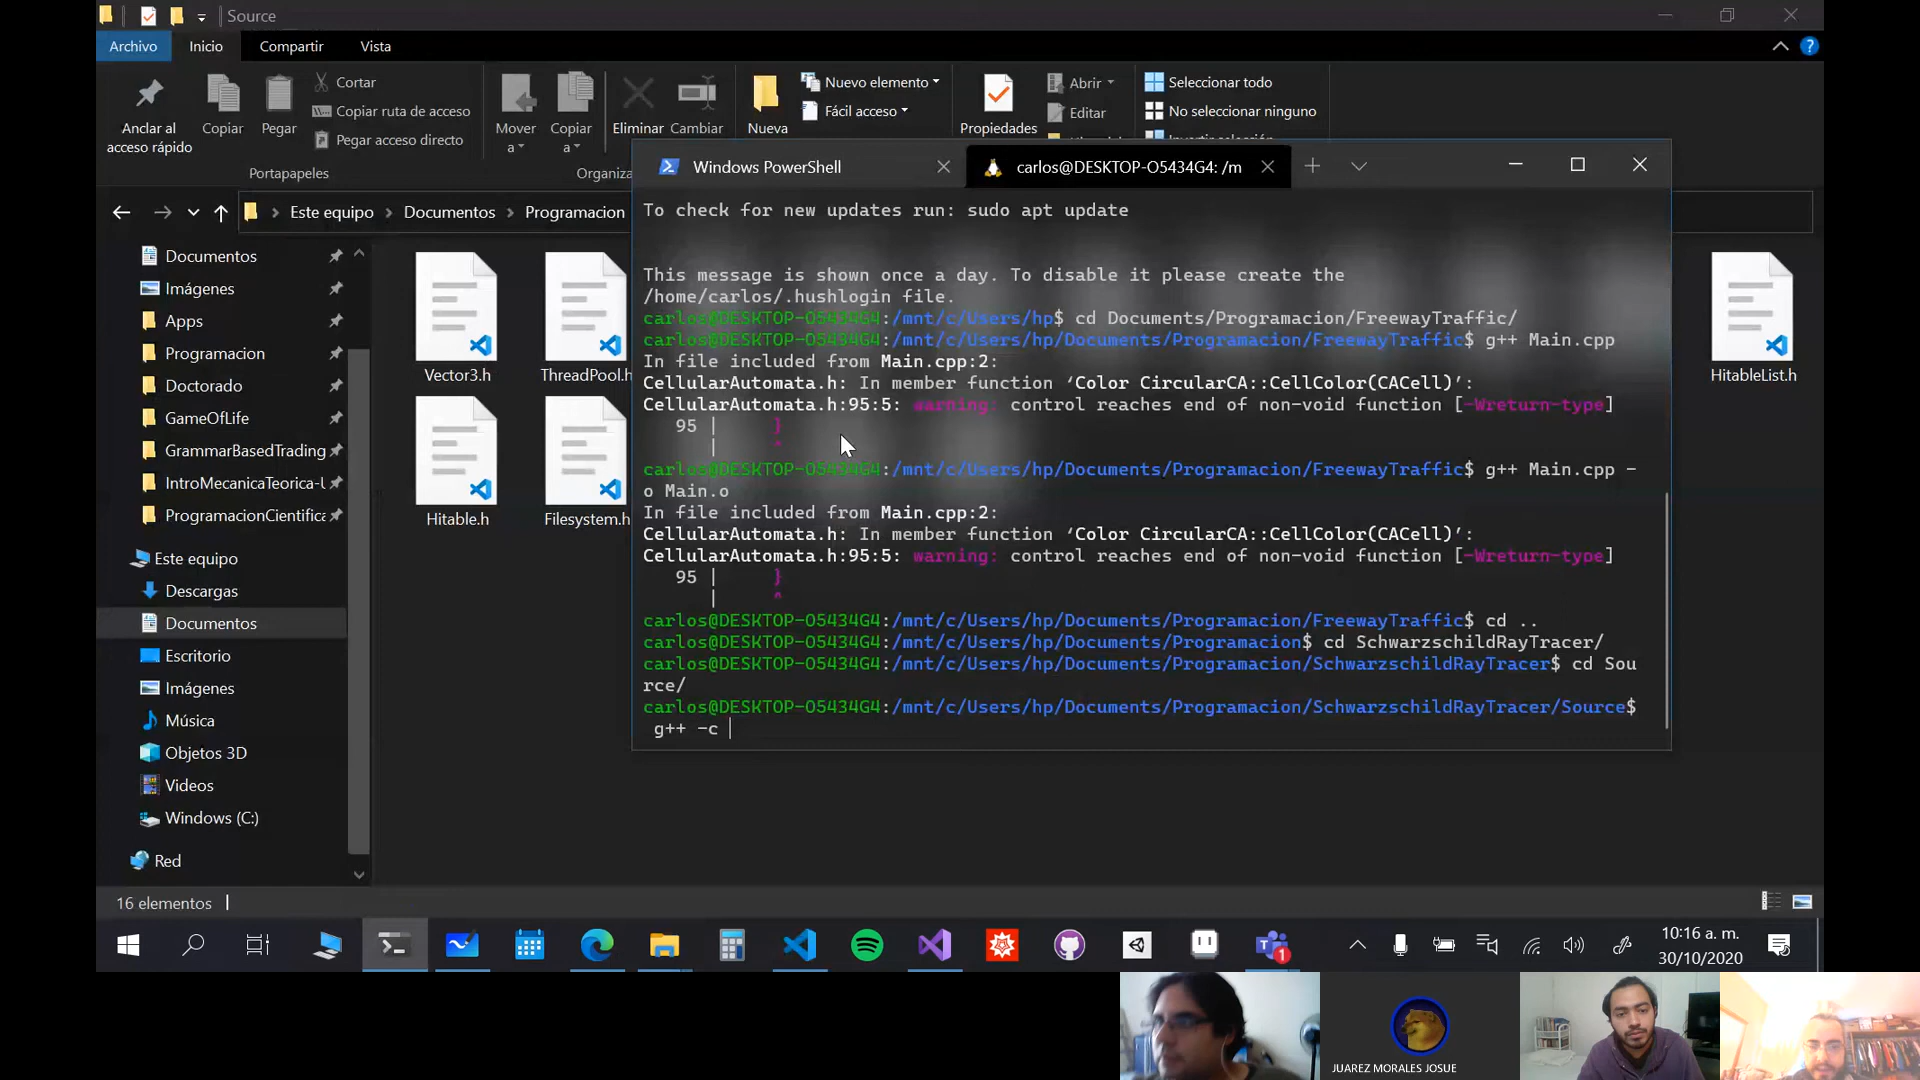 Source
Archivo
Inicio
Compartir
Vista
Anclar al
acceso rápido
Copiar
Pegar
Cortar
Copiar ruta de acceso
Pegar acceso directo
Portapapeles
Mover
a
Copiar
a
Eliminar
Cambiar
Organiza
Nueva
Nuevo elemento
Fácil acceso
Propiedades
Abrir
Editar
Seleccionar todo
No seleccionar ninguno
Este equipo
Documentos
Programacion
Documentos
Imágenes
Apps
Programacion
Doctorado
GameOfLife
GrammarBasedTrading
IntroMecanicaTeorica-U
ProgramacionCientifica
Este equipo
Descargas
Documentos
Escritorio
Imágenes
Música
Objetos 3D
Videos
Windows (C:)
Red
16 elementos
Vector3.h
ThreadPool.h
Hitable.h
Filesystem.h
HitableList.h
Windows PowerShell
carlos@DESKTOP-O5434G4: /m
To check for new updates run: sudo apt update
This message is shown once a day. To disable it please create the
/home/carlos/.hushlogin file.
carlos@DESKTOP-O5434G4:/mnt/c/Users/hp$ cd Documents/Programacion/FreewayTraffic/
carlos@DESKTOP-O5434G4:/mnt/c/Users/hp/Documents/Programacion/FreewayTraffic$ g++ Main.cpp
In file included from Main.cpp:2:
CellularAutomata.h: In member function ‘Color CircularCA::CellColor(CACell)’:
CellularAutomata.h:95:5: warning: control reaches end of non-void function [-Wreturn-type]
95 | }
| ^
carlos@DESKTOP-O5434G4:/mnt/c/Users/hp/Documents/Programacion/FreewayTraffic$ g++ Main.cpp -
o Main.o
In file included from Main.cpp:2:
CellularAutomata.h: In member function ‘Color CircularCA::CellColor(CACell)’:
CellularAutomata.h:95:5: warning: control reaches end of non-void function [-Wreturn-type]
95 | }
| ^
carlos@DESKTOP-O5434G4:/mnt/c/Users/hp/Documents/Programacion/FreewayTraffic$ cd ..
carlos@DESKTOP-O5434G4:/mnt/c/Users/hp/Documents/Programacion$ cd SchwarzschildRayTracer/
carlos@DESKTOP-O5434G4:/mnt/c/Users/hp/Documents/Programacion/SchwarzschildRayTracer$ cd Sou
rce/
carlos@DESKTOP-O5434G4:/mnt/c/Users/hp/Documents/Programacion/SchwarzschildRayTracer/Source$
g++ -c
1
10:16 a. m.
30/10/2020
JUAREZ MORALES JOSUE